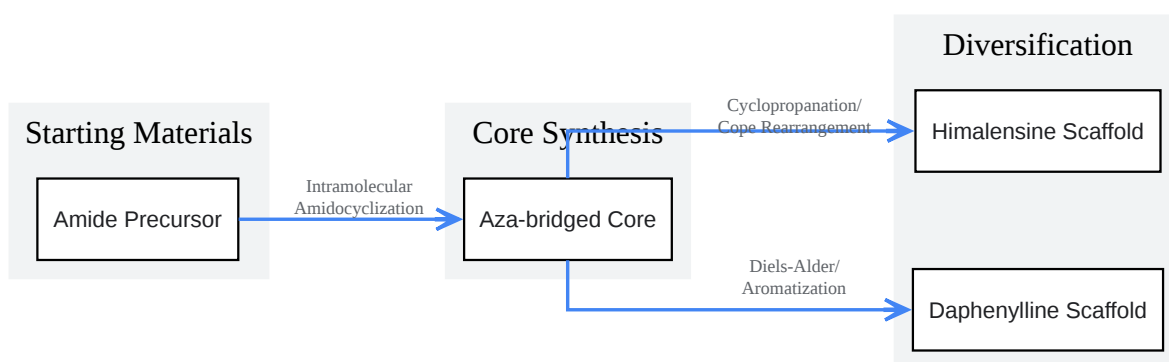 Starting Materials
Amide Precursor
Intramolecular
Amidocyclization
Core Synthesis
Aza-bridged Core
Cyclopropanation/
Cope Rearrangement
Diels-Alder/
Aromatization
Diversification
Himalensine Scaffold
Daphenylline Scaffold